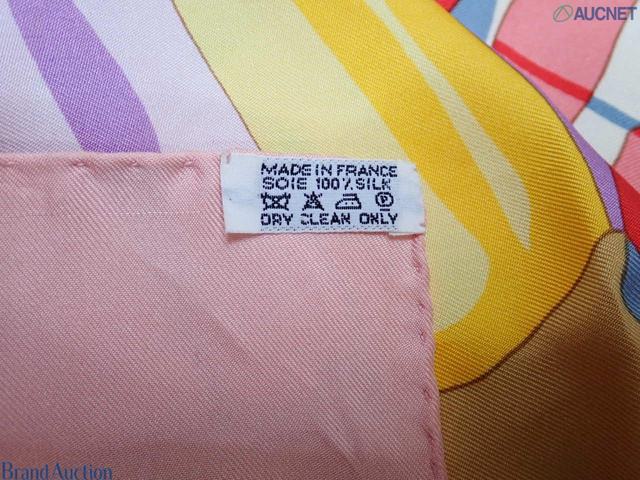 AUCNET
MADE IN FRANCE
SOIE 100% SILK
DRY CLEAN ONLY
Brand Auction